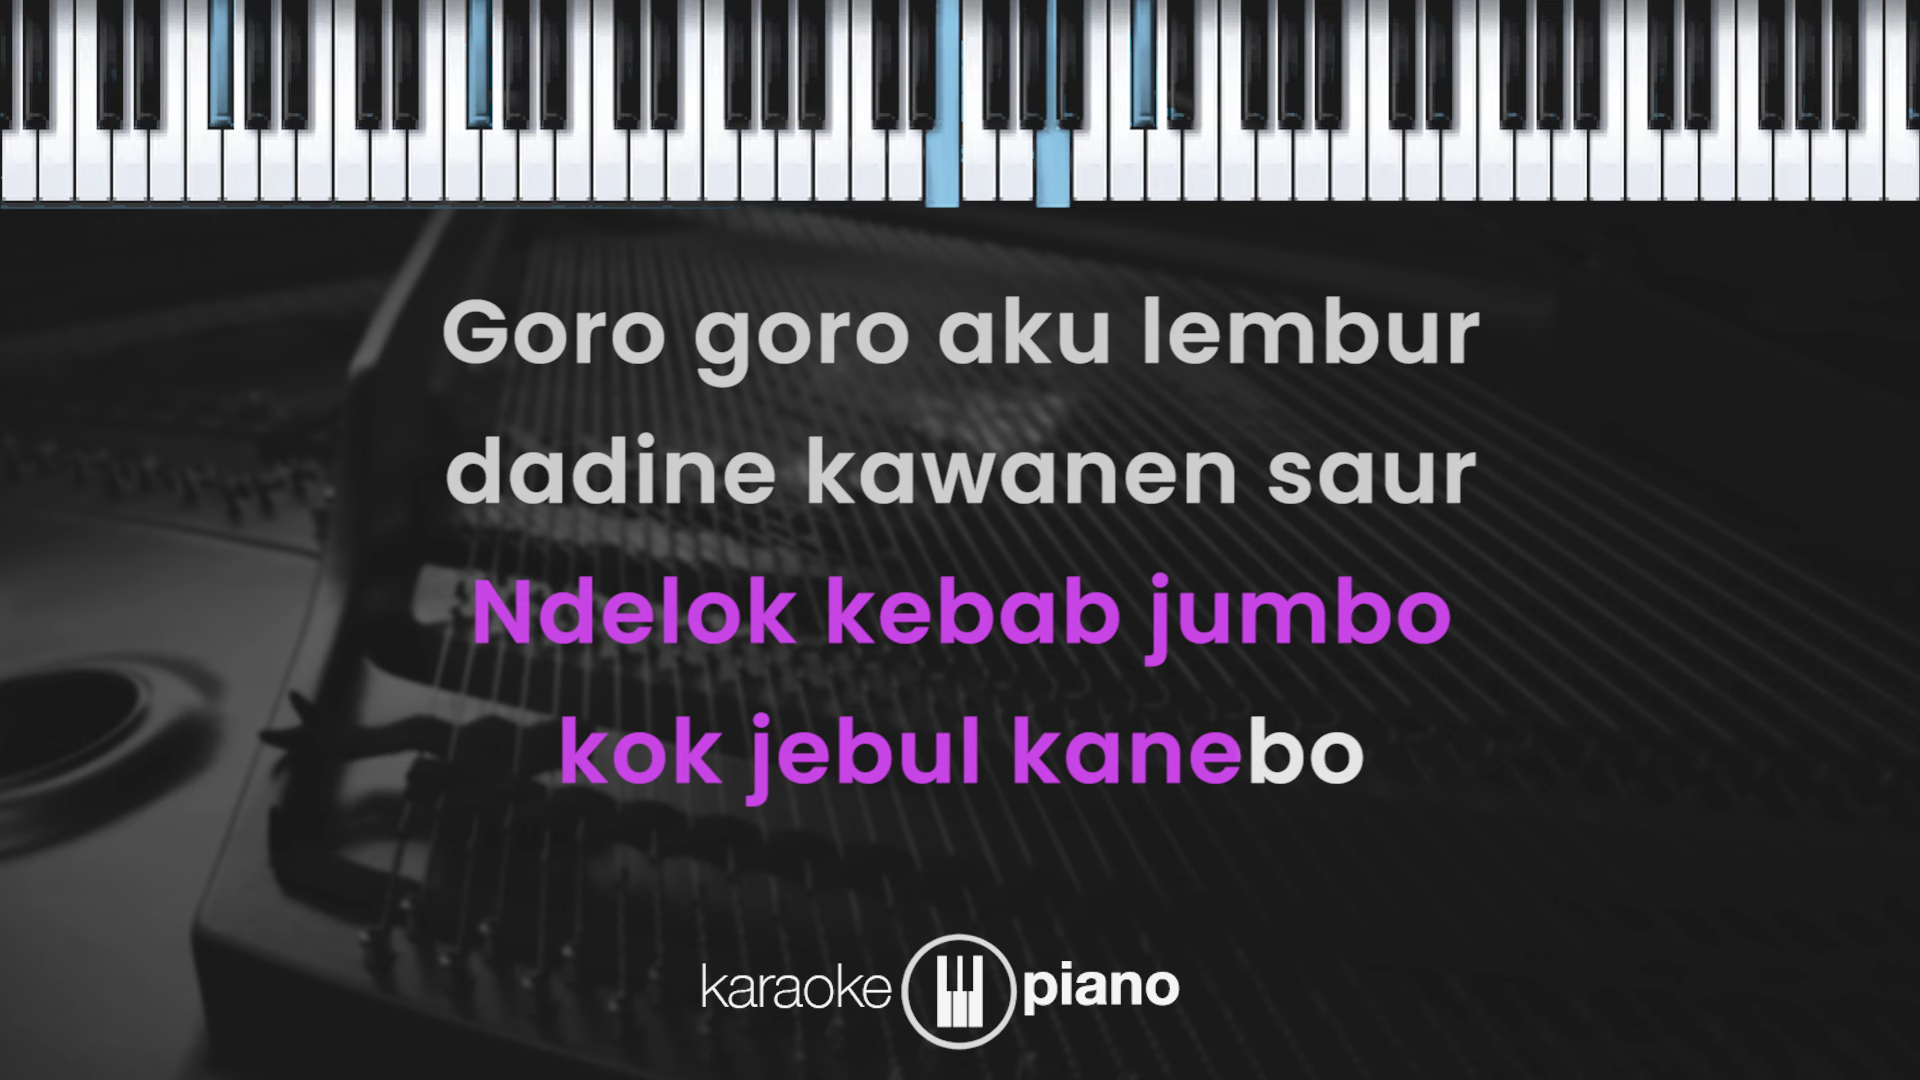 Goro goro aku lembur
dadine kawanen saur
Ndelok kebab jumbo
kok jebul kanebo
karaoke piano